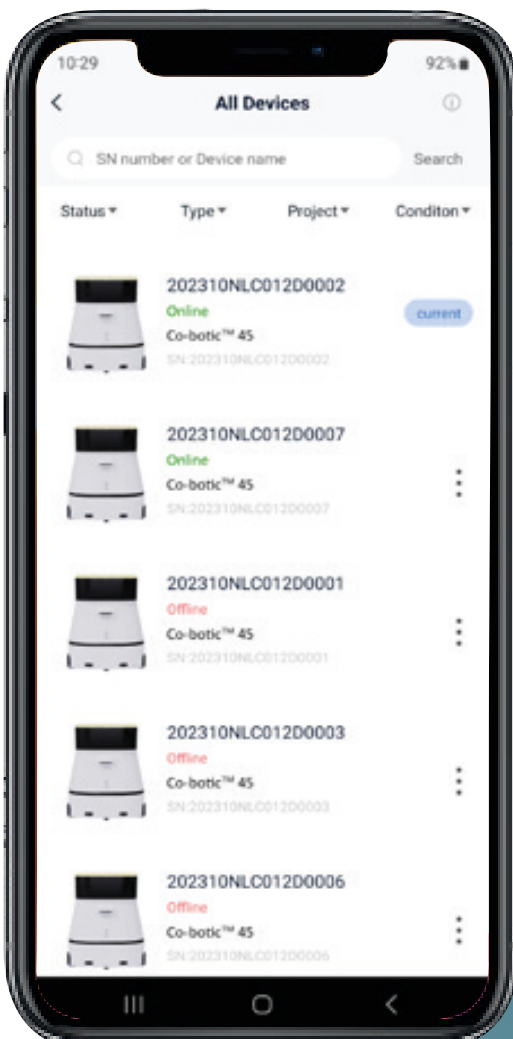 10:29 92%
All Devices
SN number or Device name Search
Status Type Project Conditon
202310NLC012D0002
Online
current
Co-botic™ 45
SN:202310NLC012D0002
202310NLC012D0007
Online
Co-botic™ 45
SN:202310NLC012D0007
202310NLC012D0001
Offline
Co-botic™ 45
SN:202310NLC012D0001
202310NLC012D0003
Offline
Co-botic™ 45
SN:202310NLC012D0003
202310NLC012D0006
Offline
Co-botic™ 45
SN:202310NLC012D0006